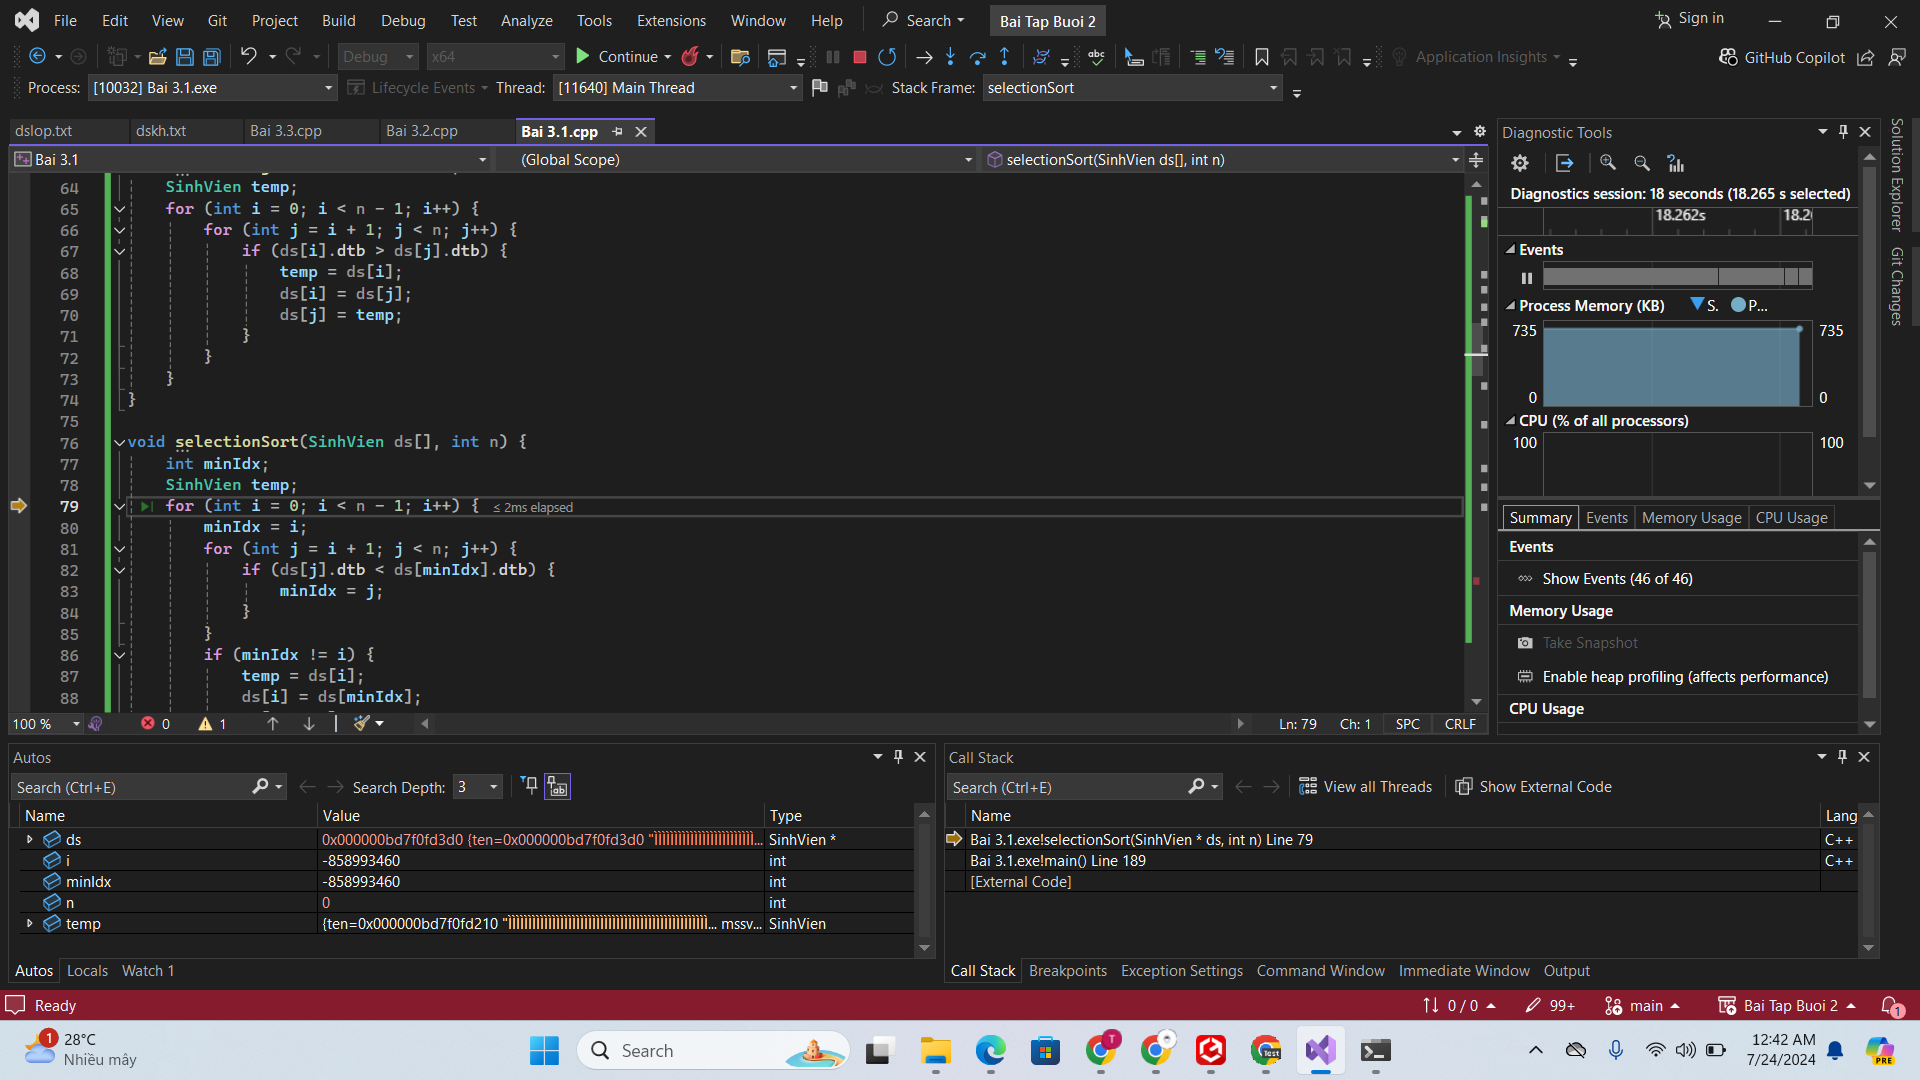 File Edit View Git Project Build Debug Test Analyze Tools Extensions Window Help Search Bai Tap Buoi 2 Sign in
Debug x64 Continue Application Insights GitHub Copilot
Process: [10032] Bai 3.1.exe Lifecycle Events Thread: [11640] Main Thread Stack Frame: selectionSort
dslop.txt dskh.txt Bai 3.3.cpp Bai 3.2.cpp Bai 3.1.cpp
Bai 3.1 (Global Scope) selectionSort(SinhVien ds[], int n)
64 SinhVien temp;
65 for (int i = 0; i < n - 1; i++) {
66 for (int j = i + 1; j < n; j++) {
67 if (ds[i].dtb > ds[j].dtb) {
68 temp = ds[i];
69 ds[i] = ds[j];
70 ds[j] = temp;
71 }
72 }
73 }
74 }
75
76 void selectionSort(SinhVien ds[], int n) {
77 int minIdx;
78 SinhVien temp;
79 for (int i = 0; i < n - 1; i++) { ≤ 2ms elapsed
80 minIdx = i;
81 for (int j = i + 1; j < n; j++) {
82 if (ds[j].dtb < ds[minIdx].dtb) {
83 minIdx = j;
84 }
85 }
86 if (minIdx != i) {
87 temp = ds[i];
88 ds[i] = ds[minIdx];
100 % 0 1 Ln: 79 Ch: 1 SPC CRLF
Diagnostic Tools
Diagnostics session: 18 seconds (18.265 s selected)
18.262s 18.2
Events
Process Memory (KB) S. P...
735 735
0 0
CPU (% of all processors)
100 100
Summary Events Memory Usage CPU Usage
Events
Show Events (46 of 46)
Memory Usage
Take Snapshot
Enable heap profiling (affects performance)
CPU Usage
Solution Explorer
Git Changes
Autos
Search (Ctrl+E) Search Depth: 3
Name Value Type
ds 0x000000bd7f0fd3d0 {ten=0x000000bd7f0fd3d0 SinhVien *
i -858993460 int
minIdx -858993460 int
n 0 int
temp {ten=0x000000bd7f0fd210 ... mssv... SinhVien
Autos Locals Watch 1
Call Stack
Search (Ctrl+E) View all Threads Show External Code
Name Lang
Bai 3.1.exe!selectionSort(SinhVien * ds, int n) Line 79 C++
Bai 3.1.exe!main() Line 189 C++
[External Code]
Call Stack Breakpoints Exception Settings Command Window Immediate Window Output
Ready 0 / 0 99+ main Bai Tap Buoi 2 1
1 28°C
Nhiều mây
Search
T
Test
PRE
12:42 AM
7/24/2024